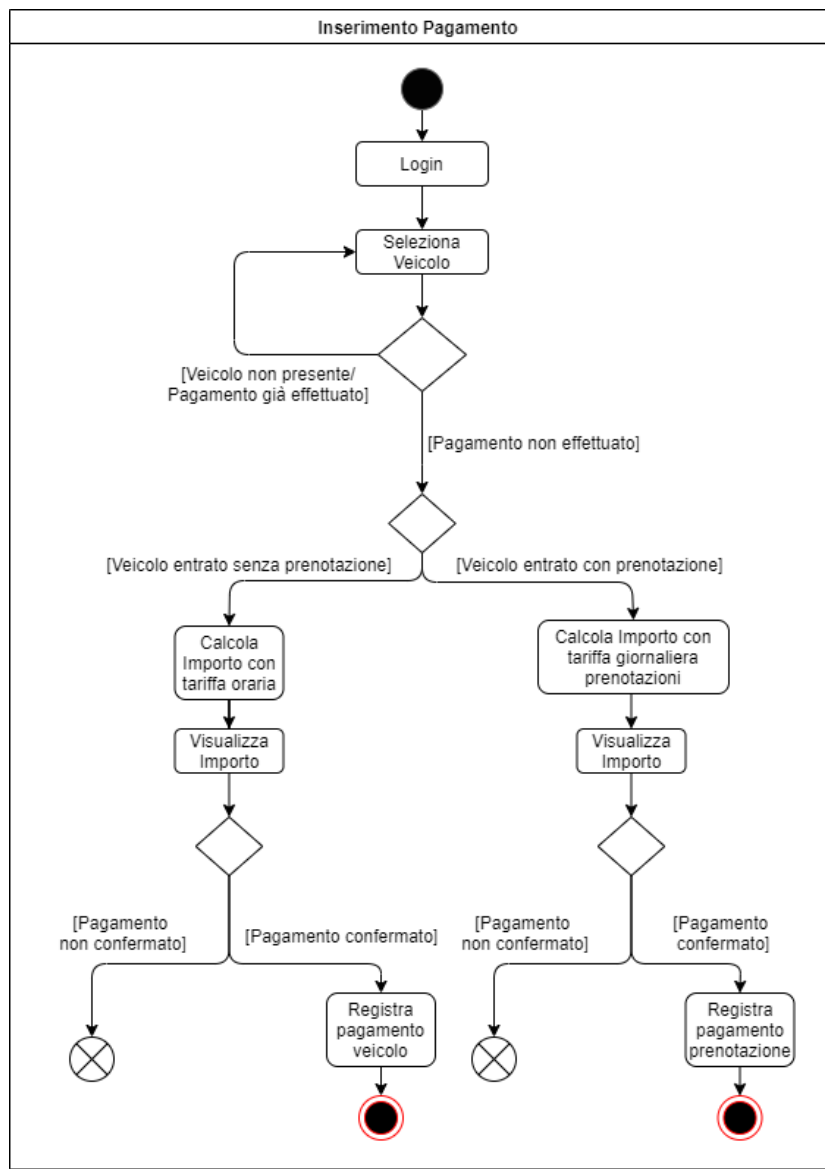 Inserimento Pagamento
Login
Seleziona
Veicolo
[Veicolo non presente/
Pagamento già effettuato]
[Pagamento non effettuato]
[Veicolo entrato senza prenotazione]
[Veicolo entrato con prenotazione]
Calcola
Importo con
tariffa oraria
Calcola Importo con
tariffa giornaliera
prenotazioni
Visualizza
Importo
Visualizza
Importo
[Pagamento
non confermato]
[Pagamento confermato]
[Pagamento
non confermato]
[Pagamento
confermato]
Registra
pagamento
veicolo
Registra
pagamento
prenotazione